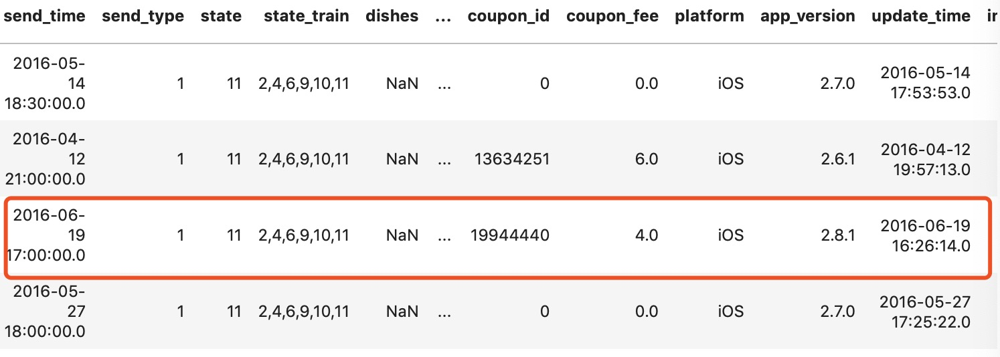 send_time send_type state state_train dishes ... coupon_id coupon_fee platform app_version update_time
2016-05-
14
18:30:00.0 1 11 2,4,6,9,10,11 NaN ... 0 0.0 iOS 2.7.0 2016-05-14
17:53:53.0
2016-04-
12
21:00:00.0 1 11 2,4,6,9,10,11 NaN ... 13634251 6.0 iOS 2.6.1 2016-04-12
19:57:13.0
2016-06-
19
17:00:00.0 1 11 2,4,6,9,10,11 NaN ... 19944440 4.0 iOS 2.8.1 2016-06-19
16:26:14.0
2016-05-
27
18:00:00.0 1 11 2,4,6,9,10,11 NaN ... 0 0.0 iOS 2.7.0 2016-05-27
17:25:22.0